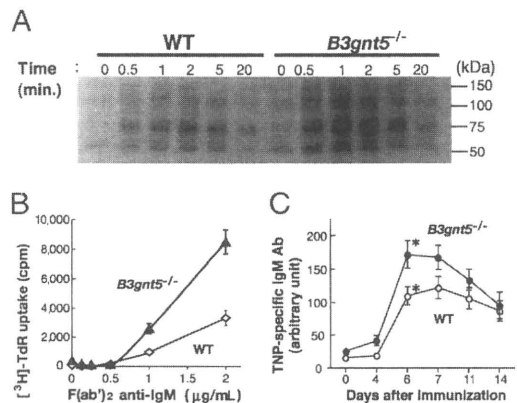 A
WT B3gnt5-/-
Time : 0 0.5 1 2 5 20 0 0.5 1 2 5 20 (kDa)
(min.)
150
100
75
50
B
10,000
8,000
6,000
4,000
2,000
0
[³H]-TdR uptake (cpm)
B3gnt5-/-
WT
0 0.5 1 2
F(ab')₂ anti-IgM (µg/mL)
C
200
150
100
50
0
TNP-specific IgM Ab
(arbitrary unit)
B3gnt5-/-
*
*
WT
0 4 6 7 11 14
Days after Immunization